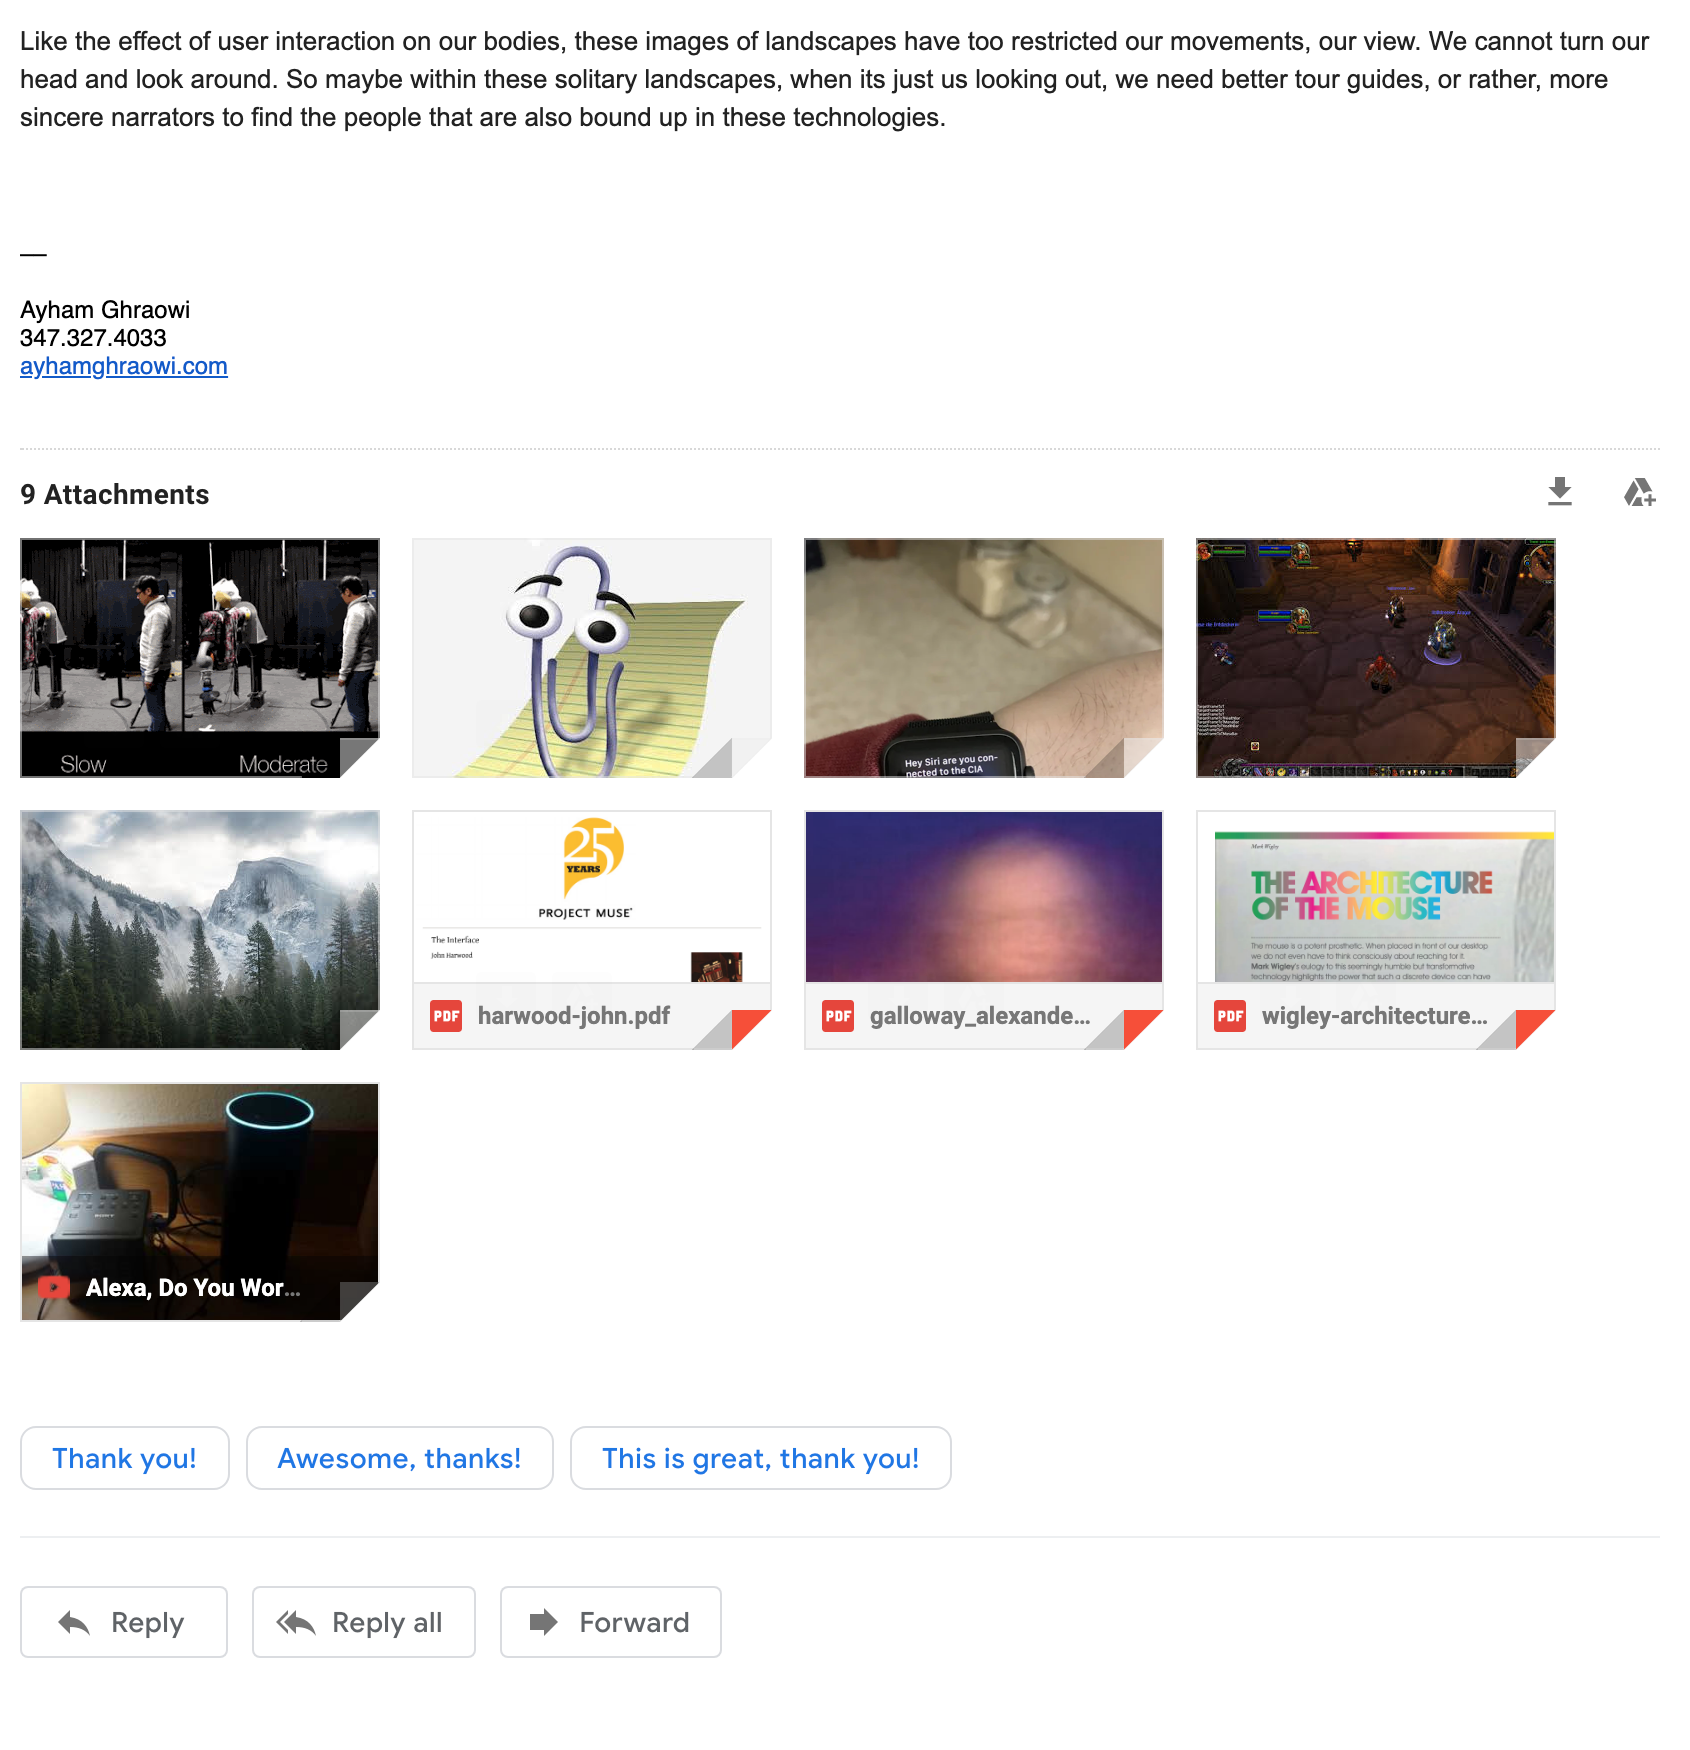 Like the effect of user interaction on our bodies, these images of landscapes have too restricted our movements, our view. We cannot turn our
head and look around. So maybe within these solitary landscapes, when its just us looking out, we need better tour guides, or rather, more
sincere narrators to find the people that are also bound up in these technologies.
—
Ayham Ghraowi
347.327.4033
ayhamghraowi.com
9 Attachments
Slow
Moderate
Hey Siri are you con-
nected to the CIA
25
YEARS
PROJECT MUSE®
The Interface
John Harwood
PDF harwood-john.pdf
PDF galloway_alexande...
Mark Wigley
THE ARCHITECTURE
OF THE MOUSE
The mouse is a potent prosthetic. When placed in front of our desktop
we do not even have to think consciously about reaching for it.
Mark Wigley's eulogy to this seemingly humble but transformative
technology highlights the power that such a discrete device can have
PDF wigley-architecture...
SONY
Alexa, Do You Wor...
Thank you!
Awesome, thanks!
This is great, thank you!
Reply
Reply all
Forward